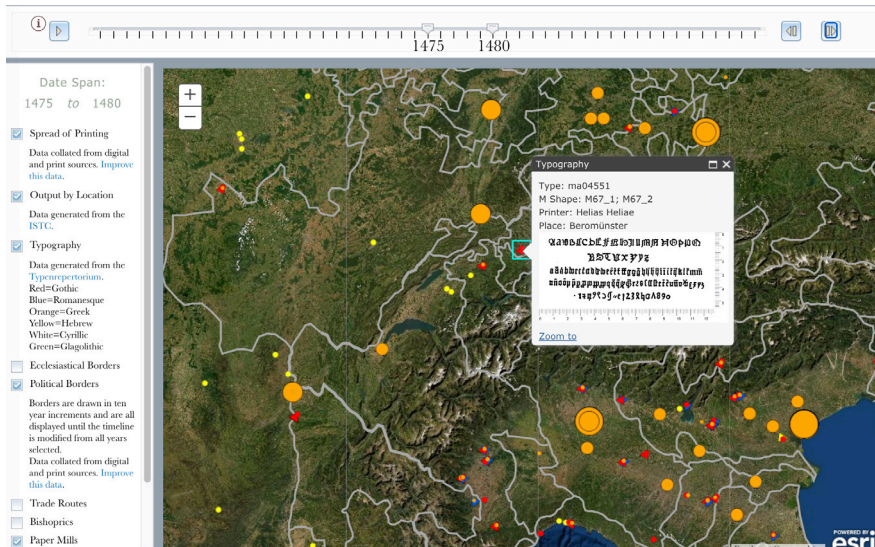 i
1475 1480
Date Span:
1475 to 1480
Spread of Printing
Data collated from digital
and print sources. Improve
this data.
Output by Location
Data generated from the
ISTC.
Typography
Data generated from the
Typenrepertorium.
Red=Gothic
Blue=Romanesque
Orange=Greek
Yellow=Hebrew
White=Cyrillic
Green=Glagolithic
Ecclesiastical Borders
Political Borders
Borders are drawn in ten
year increments and are all
displayed until the timeline
is modified from all years
selected.
Data collated from digital
and print sources. Improve
this data.
Trade Routes
Bishoprics
Paper Mills
+
−
Typography
Type: ma04551
M Shape: M67_1; M67_2
Printer: Helias Heliae
Place: Beromünster
Zoom to
POWERED BY
esri